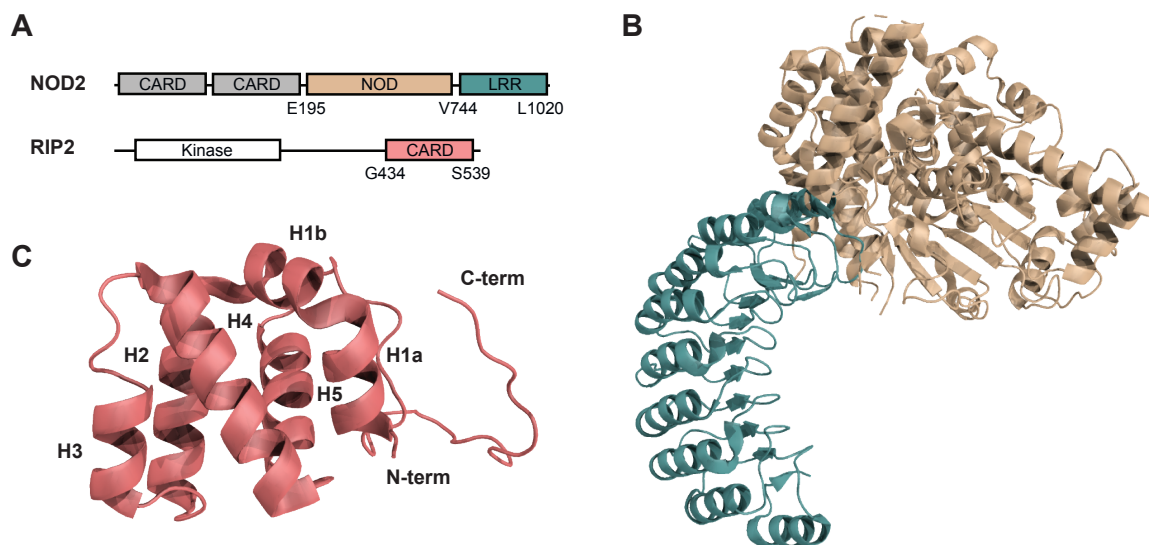 A
NOD2
CARD CARD NOD LRR
E195 V744 L1020
RIP2
Kinase CARD
G434 S539
B
C
H1b
C-term
H4
H2
H1a
H5
H3
N-term